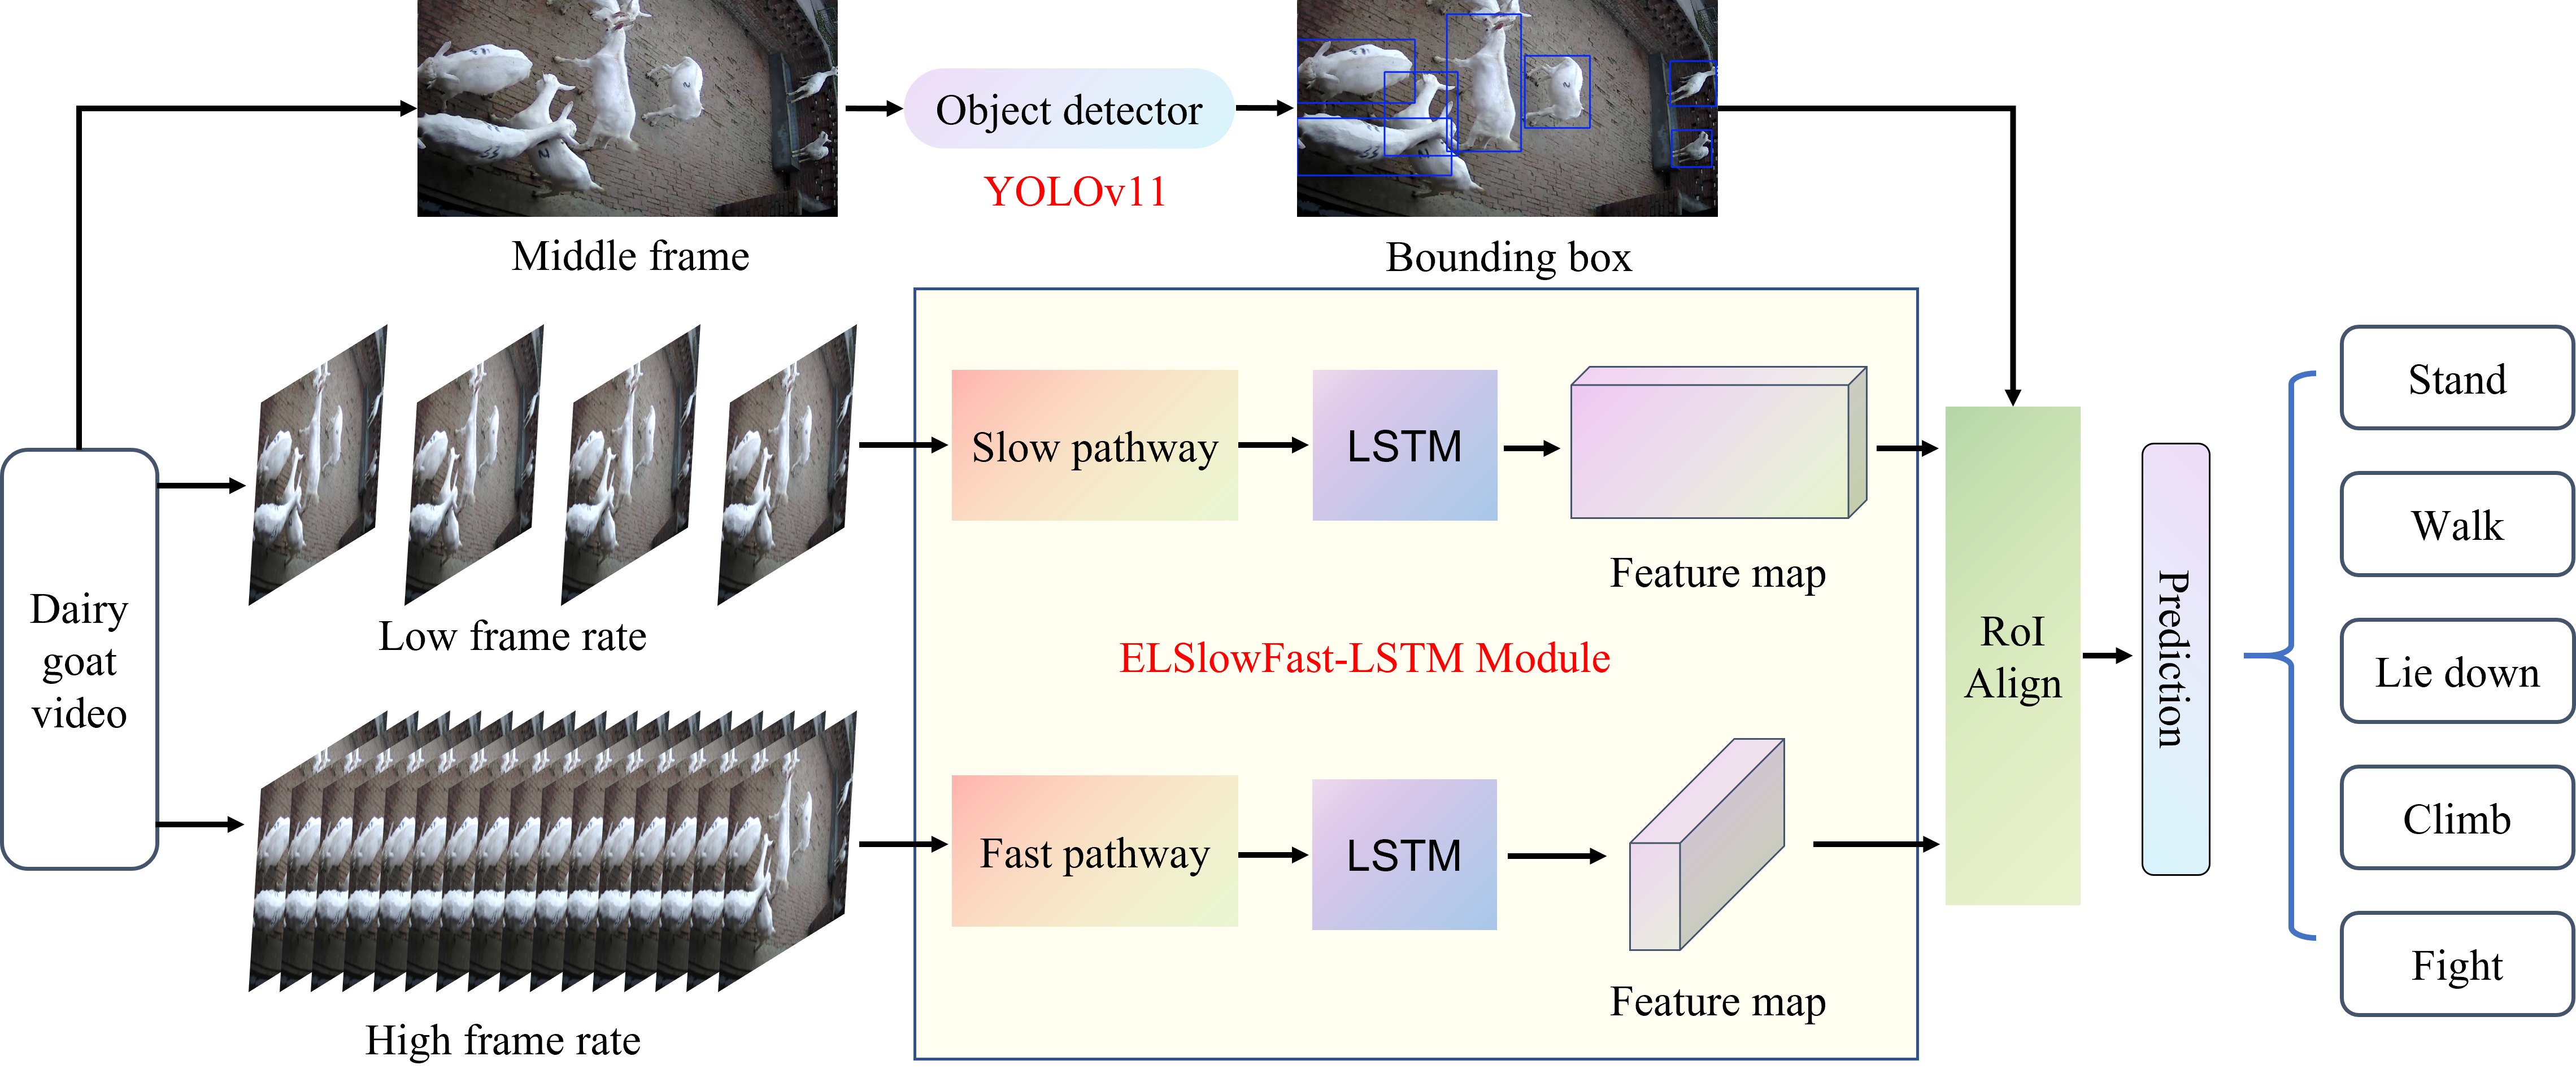 Object detector
YOLOv11
Middle frame
Bounding box
Dairy
goat
video
Low frame rate
High frame rate
Slow pathway
LSTM
Feature map
ELSlowFast-LSTM Module
Fast pathway
LSTM
Feature map
RoI
Align
Prediction
Stand
Walk
Lie down
Climb
Fight